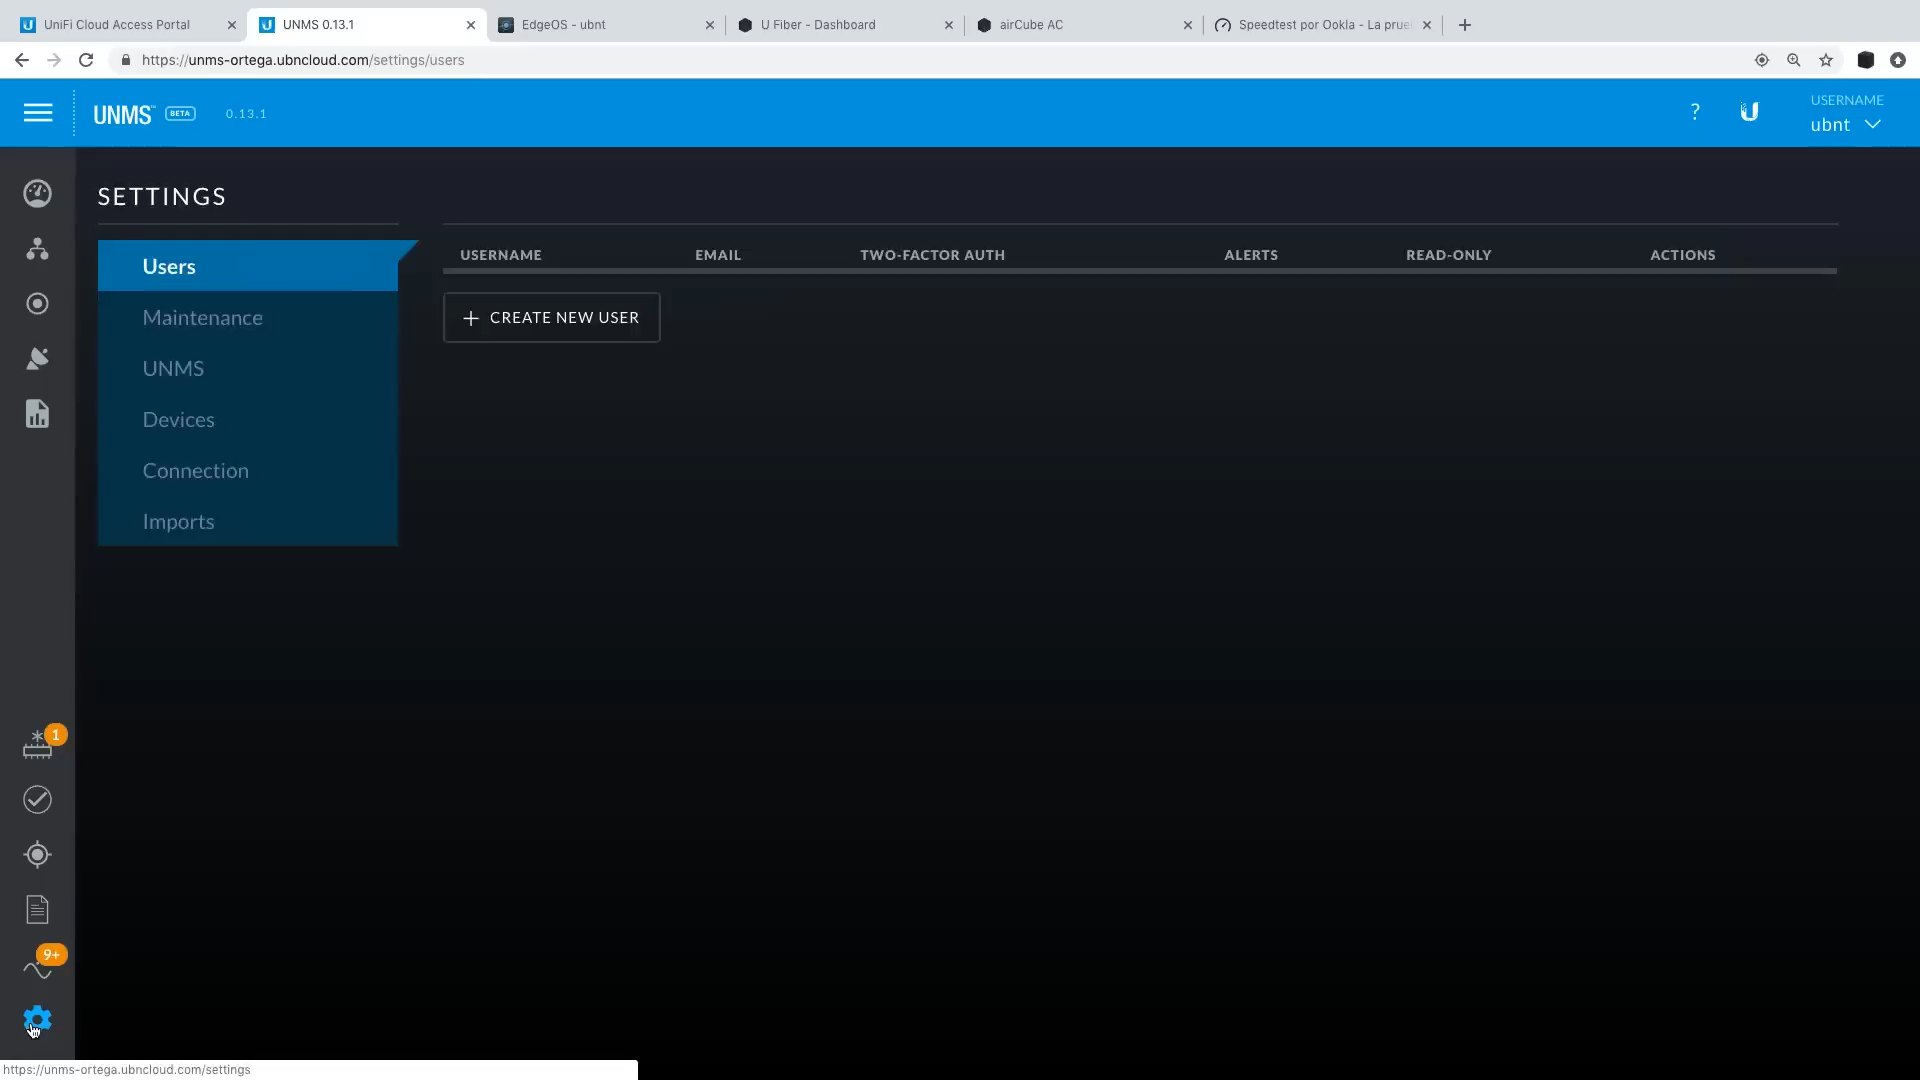 UniFi Cloud Access Portal
UNMS 0.13.1
EdgeOS - ubnt
U Fiber - Dashboard
airCube AC
Speedtest por Ookla - La prue
https://unms-ortega.ubncloud.com/settings/users
UNMS BETA 0.13.1
?
USERNAME
ubnt
SETTINGS
Users
Maintenance
UNMS
Devices
Connection
Imports
USERNAME EMAIL TWO-FACTOR AUTH ALERTS READ-ONLY ACTIONS
+ CREATE NEW USER
1
9+
https://unms-ortega.ubncloud.com/settings